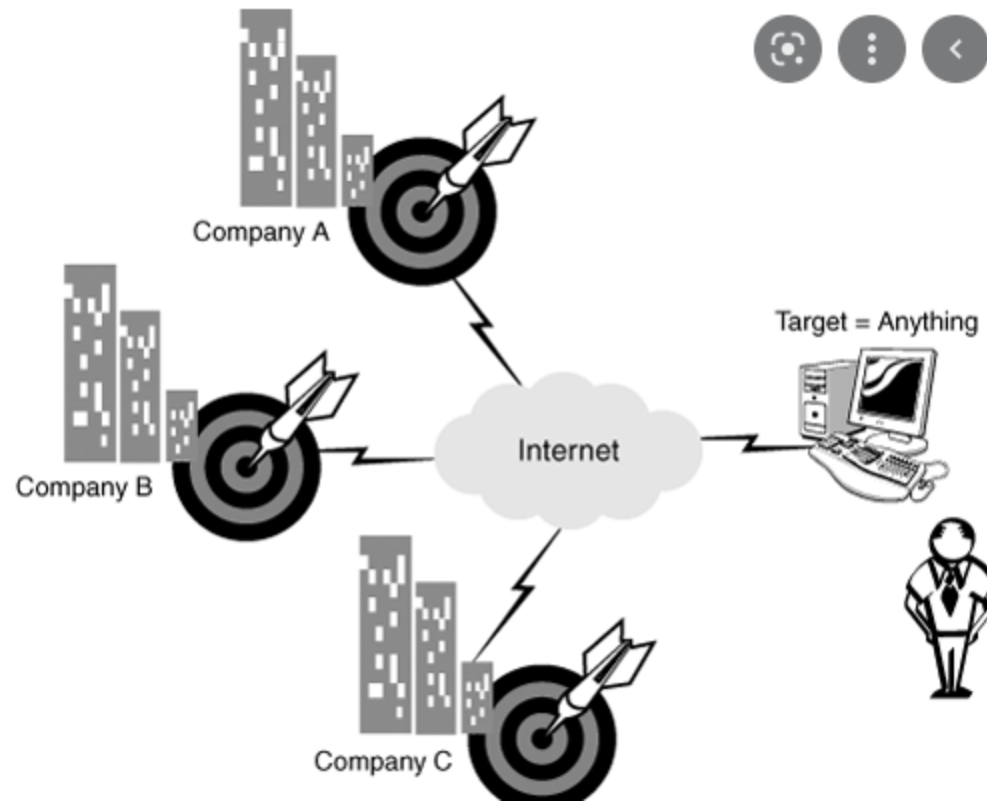 Company A
Target = Anything
Internet
Company B
Company C